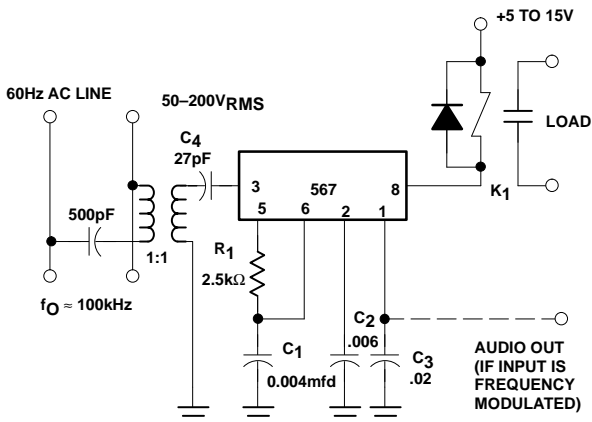 +5 TO 15V
60Hz AC LINE
50–200VRMS
C4
27pF
LOAD
3
567
8
K1
5
6
2
1
500pF
1:1
R1
2.5kΩ
fO ≈ 100kHz
C1
0.004mfd
C2
.006
C3
.02
AUDIO OUT
(IF INPUT IS
FREQUENCY
MODULATED)